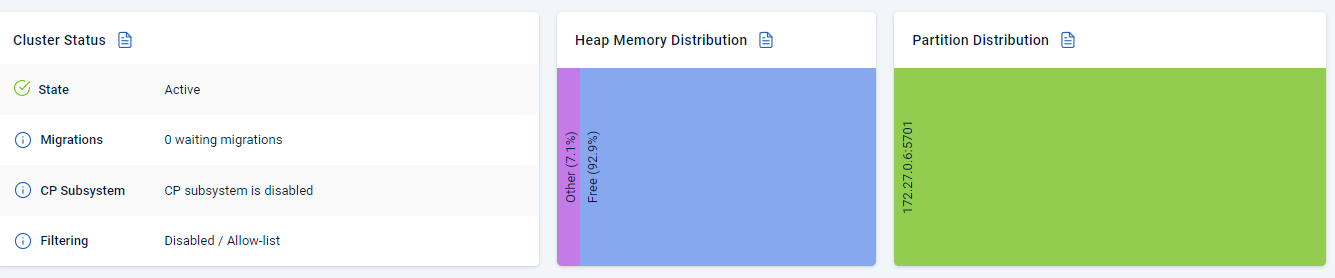 Cluster Status
State Active
Migrations 0 waiting migrations
CP Subsystem CP subsystem is disabled
Filtering Disabled / Allow-list
Heap Memory Distribution
Other (7.1%)
Free (92.9%)
Partition Distribution
172.27.0.6:5701